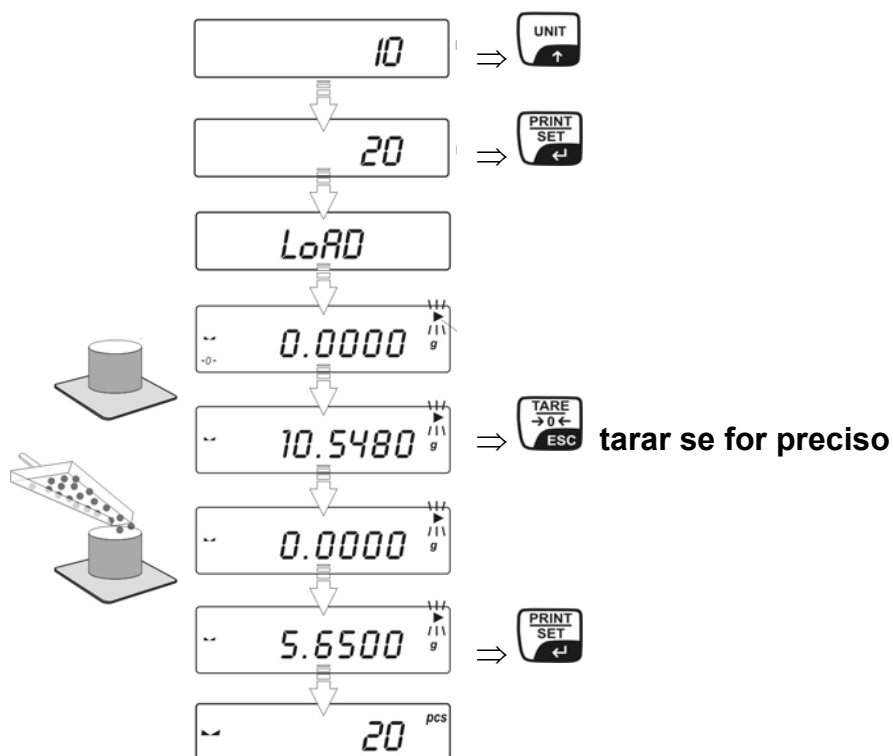 10 ⇒ UNIT ↑
20 ⇒ PRINT SET ↵
LoAD
-0- 0.0000 g
10.5480 g ⇒ TARE →0← ESC tarar se for preciso
0.0000 g
5.6500 g ⇒ PRINT SET ↵
20 pcs